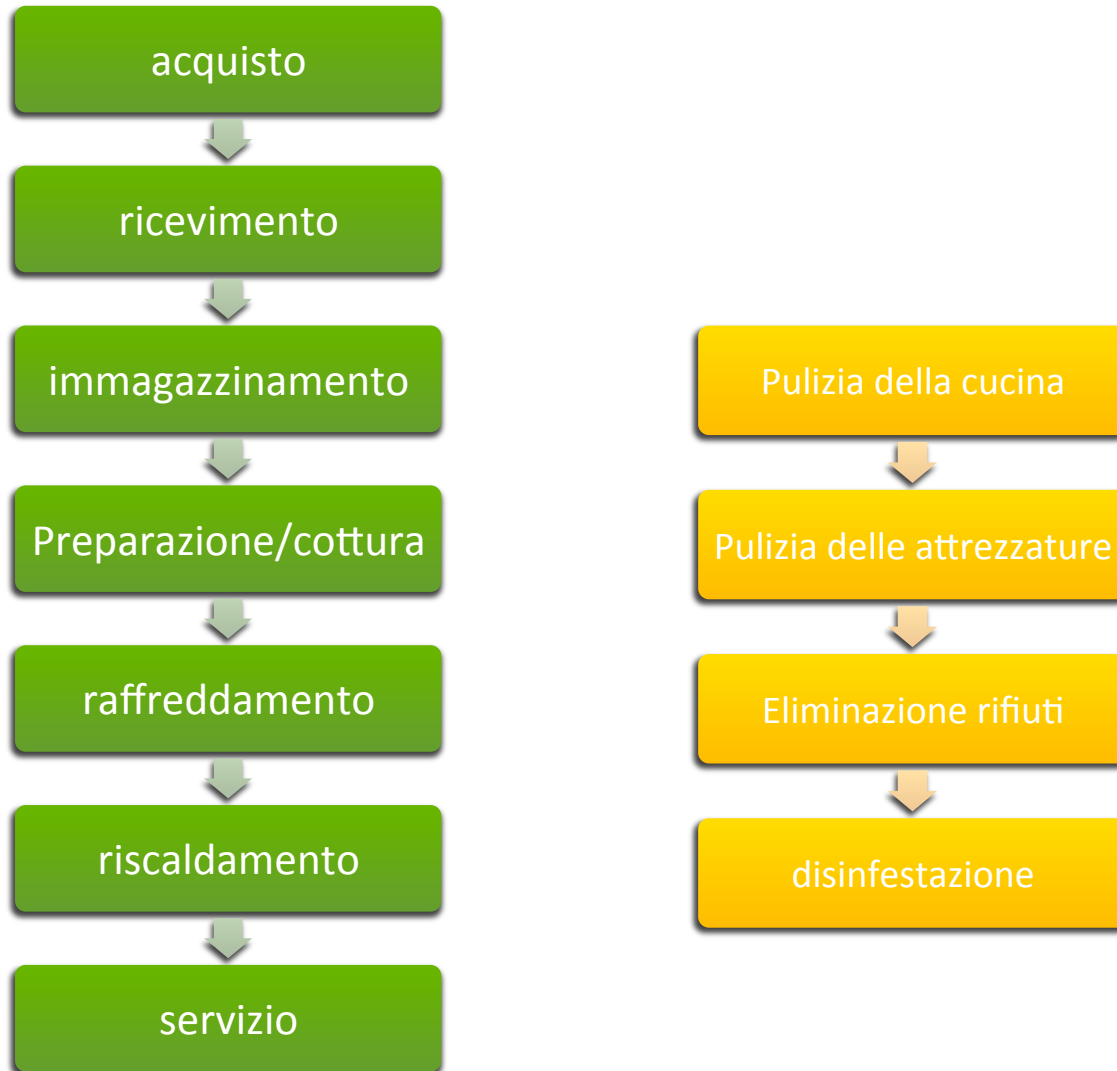 acquisto
ricevimento
immagazzinamento
Preparazione/cottura
raffreddamento
riscaldamento
servizio
Pulizia della cucina
Pulizia delle attrezzature
Eliminazione rifiuti
disinfestazione